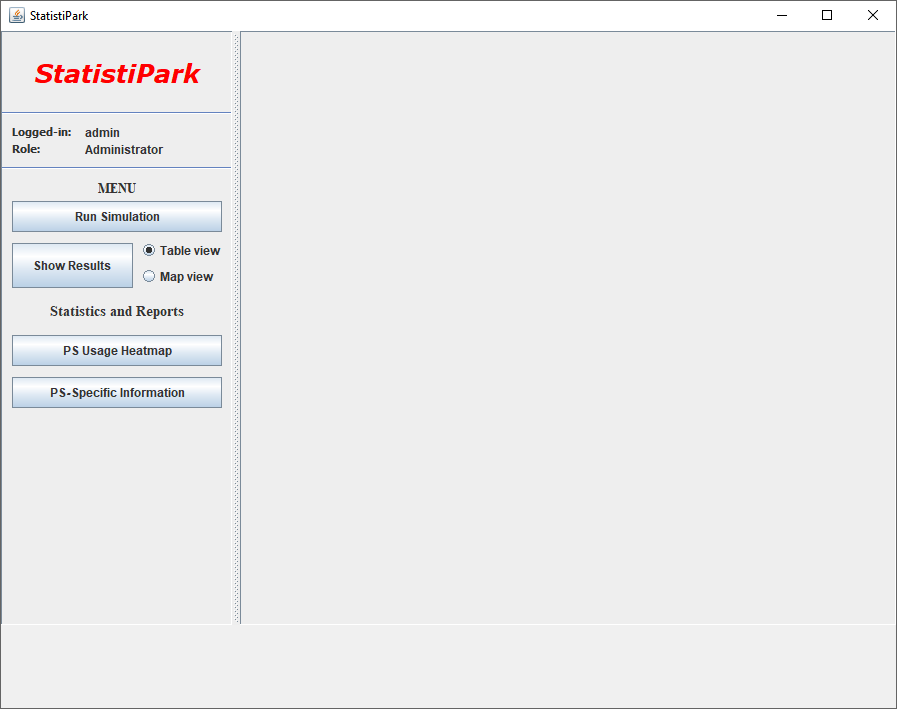 StatistiPark
StatistiPark
Logged-in: admin
Role: Administrator
MENU
Run Simulation
Show Results
Table view
Map view
Statistics and Reports
PS Usage Heatmap
PS-Specific Information